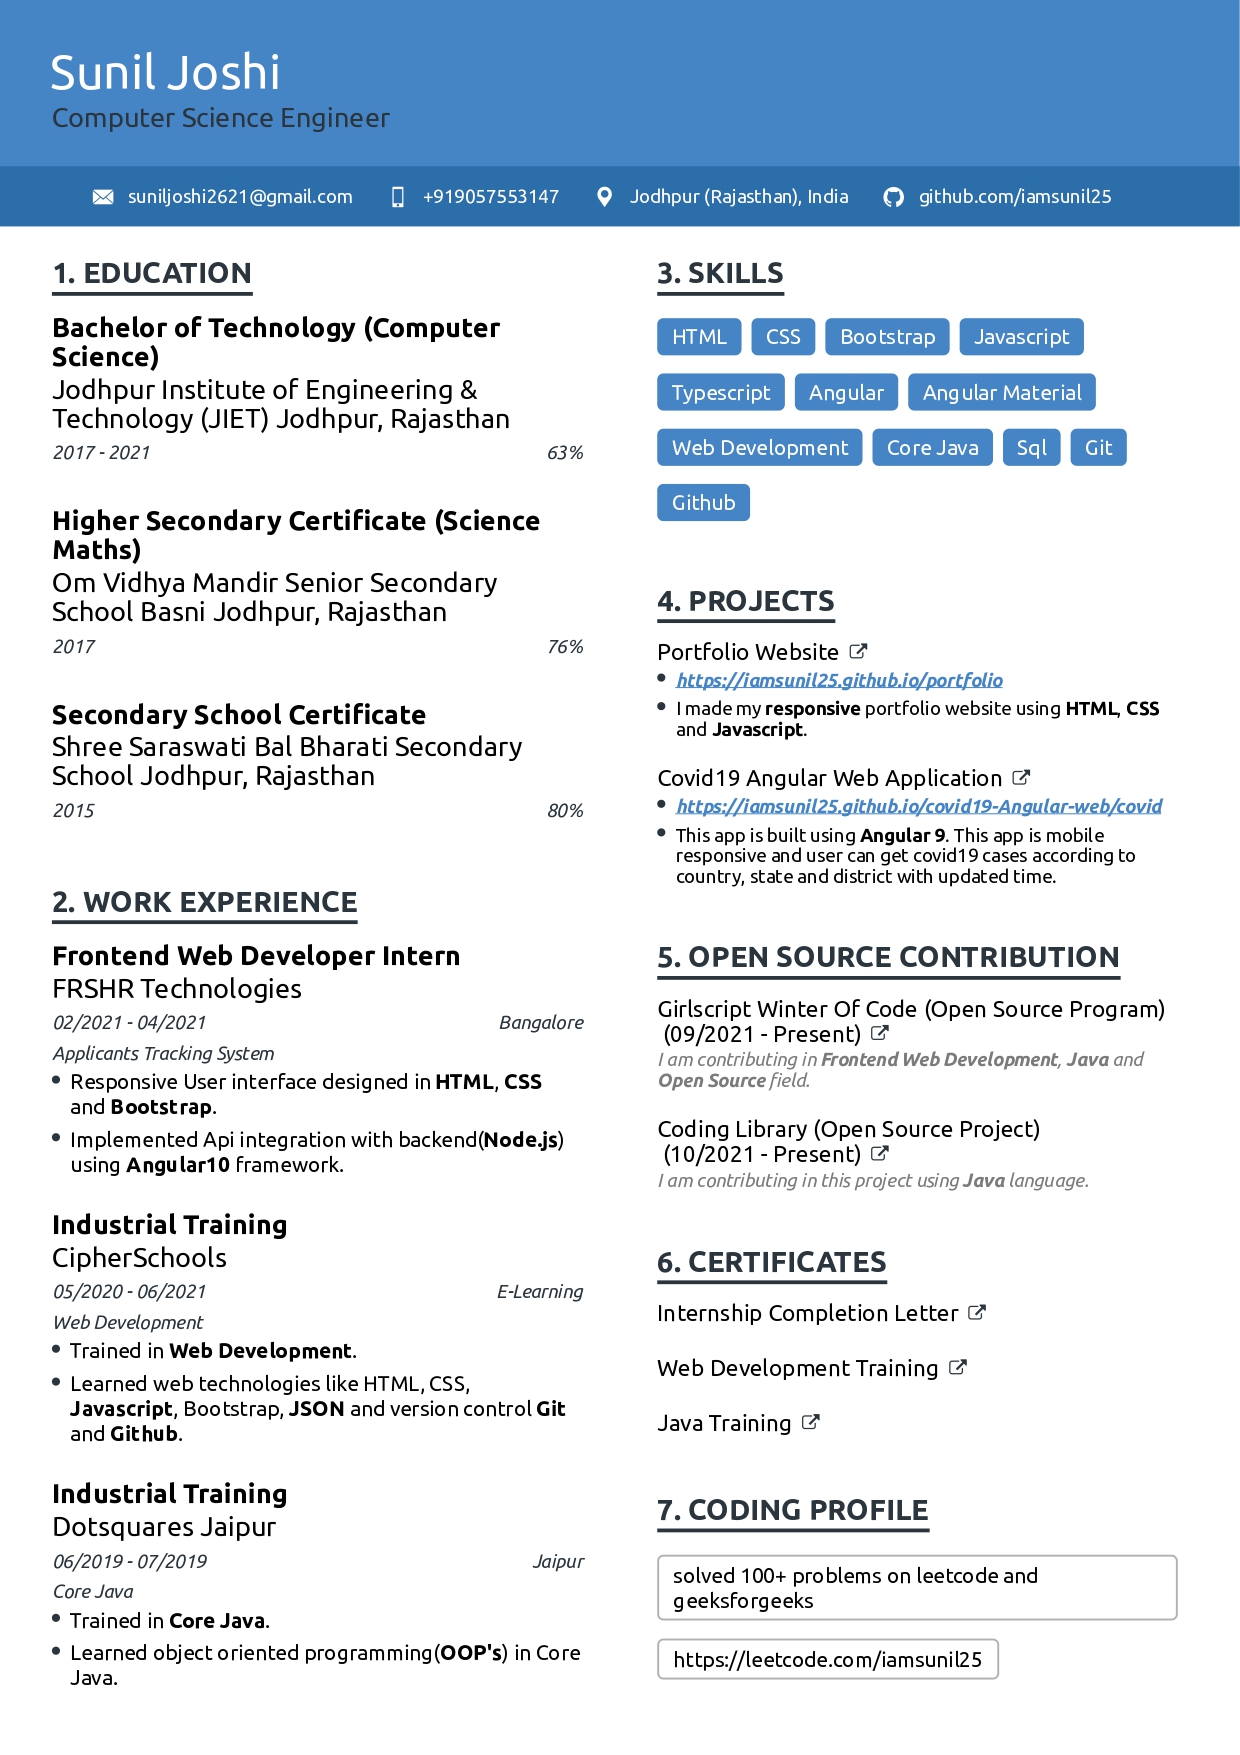 Sunil Joshi
Computer Science Engineer
suniljoshi2621@gmail.com
+919057553147
Jodhpur (Rajasthan), India
github.com/iamsunil25
1. EDUCATION
Bachelor of Technology (Computer
Science)
Jodhpur Institute of Engineering &
Technology (JIET) Jodhpur, Rajasthan
2017 - 2021 63%
Higher Secondary Certificate (Science
Maths)
Om Vidhya Mandir Senior Secondary
School Basni Jodhpur, Rajasthan
2017 76%
Secondary School Certificate
Shree Saraswati Bal Bharati Secondary
School Jodhpur, Rajasthan
2015 80%
2. WORK EXPERIENCE
Frontend Web Developer Intern
FRSHR Technologies
02/2021 - 04/2021 Bangalore
Applicants Tracking System
• Responsive User interface designed in HTML, CSS
and Bootstrap.
• Implemented Api integration with backend(Node.js)
using Angular10 framework.
Industrial Training
CipherSchools
05/2020 - 06/2021 E-Learning
Web Development
• Trained in Web Development.
• Learned web technologies like HTML, CSS,
Javascript, Bootstrap, JSON and version control Git
and Github.
Industrial Training
Dotsquares Jaipur
06/2019 - 07/2019 Jaipur
Core Java
• Trained in Core Java.
• Learned object oriented programming(OOP's) in Core
Java.
3. SKILLS
HTML CSS Bootstrap Javascript
Typescript Angular Angular Material
Web Development Core Java Sql Git
Github
4. PROJECTS
Portfolio Website
• https://iamsunil25.github.io/portfolio
• I made my responsive portfolio website using HTML, CSS
and Javascript.
Covid19 Angular Web Application
• https://iamsunil25.github.io/covid19-Angular-web/covid
• This app is built using Angular 9. This app is mobile
responsive and user can get covid19 cases according to
country, state and district with updated time.
5. OPEN SOURCE CONTRIBUTION
Girlscript Winter Of Code (Open Source Program)
(09/2021 - Present)
I am contributing in Frontend Web Development, Java and
Open Source field.
Coding Library (Open Source Project)
(10/2021 - Present)
I am contributing in this project using Java language.
6. CERTIFICATES
Internship Completion Letter
Web Development Training
Java Training
7. CODING PROFILE
solved 100+ problems on leetcode and
geeksforgeeks
https://leetcode.com/iamsunil25